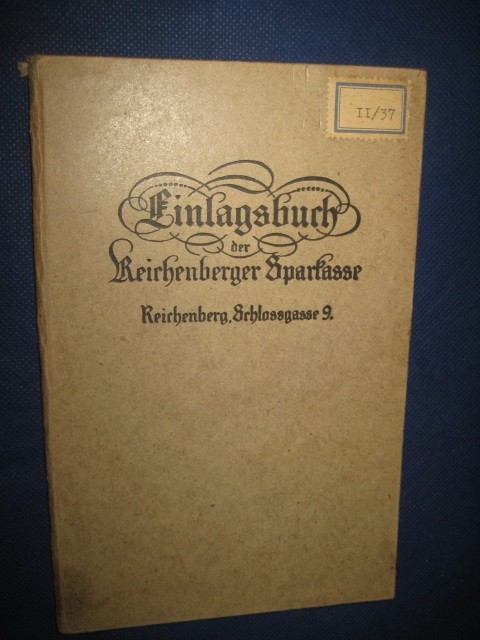 II/37
Einlagsbuch
der
Reichenberger Sparkasse
Reichenberg, Schlossgasse 9.